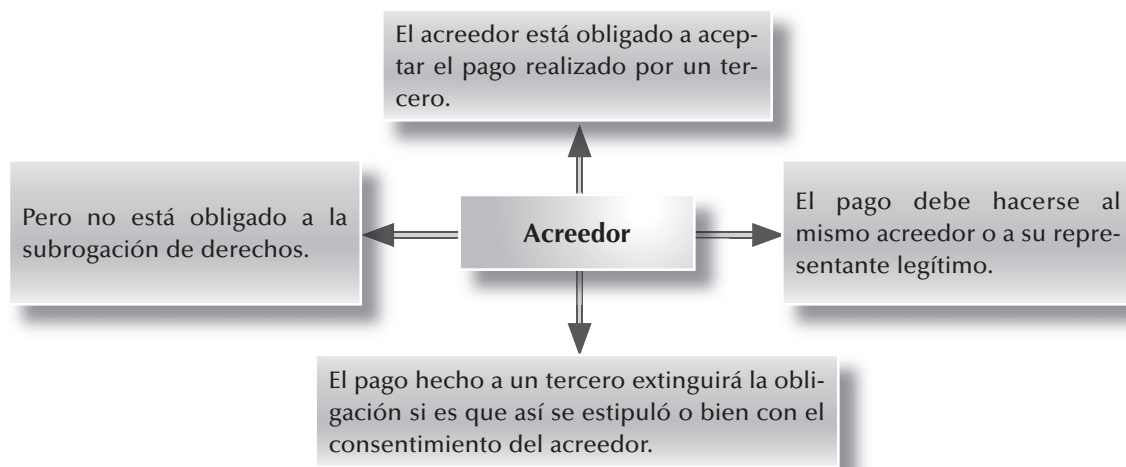 El acreedor está obligado a acep-
tar el pago realizado por un ter-
cero.
Pero no está obligado a la
subrogación de derechos.
Acreedor
El pago debe hacerse al
mismo acreedor o a su repre-
sentante legítimo.
El pago hecho a un tercero extinguirá la obli-
gación si es que así se estipuló o bien con el
consentimiento del acreedor.